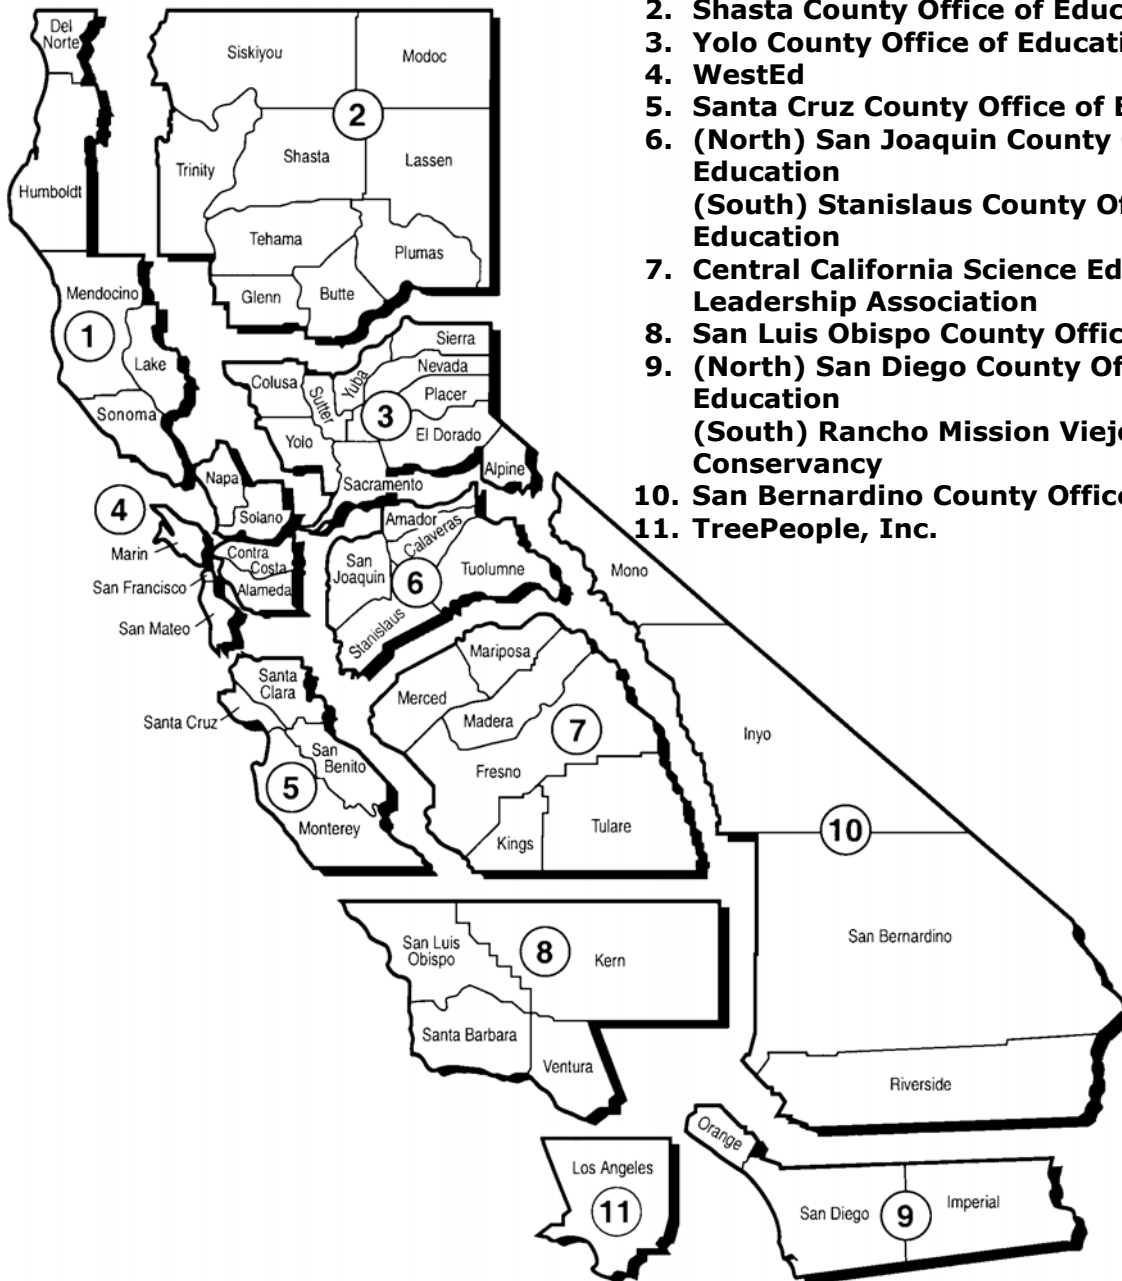 2. Shasta County Office of Educ
3. Yolo County Office of Educati
4. WestEd
5. Santa Cruz County Office of E
6. (North) San Joaquin County
Education
(South) Stanislaus County Of
Education
7. Central California Science Ed
Leadership Association
8. San Luis Obispo County Offic
9. (North) San Diego County Of
Education
(South) Rancho Mission Viej
Conservancy
10. San Bernardino County Office
11. TreePeople, Inc.
Del
Norte
Siskiyou
Modoc
2
Trinity
Shasta
Lassen
Humboldt
Tehama
Plumas
Glenn
Butte
Mendocino
1
Lake
Sonoma
Sierra
Nevada
Placer
Yuba
Colusa
Sutter
3
Yolo
El Dorado
Alpine
Sacramento
Napa
Solano
4
Marin
Contra
Costa
San Francisco
Alameda
San Mateo
Amador
Calaveras
San
Joaquin
6
Tuolumne
Stanislaus
Mono
Santa
Clara
Santa Cruz
San
Benito
5
Monterey
Mariposa
Merced
Madera
7
Fresno
Kings
Tulare
Inyo
10
San Bernardino
Riverside
San Luis
Obispo
8
Kern
Santa Barbara
Ventura
Los Angeles
11
Orange
San Diego
9
Imperial